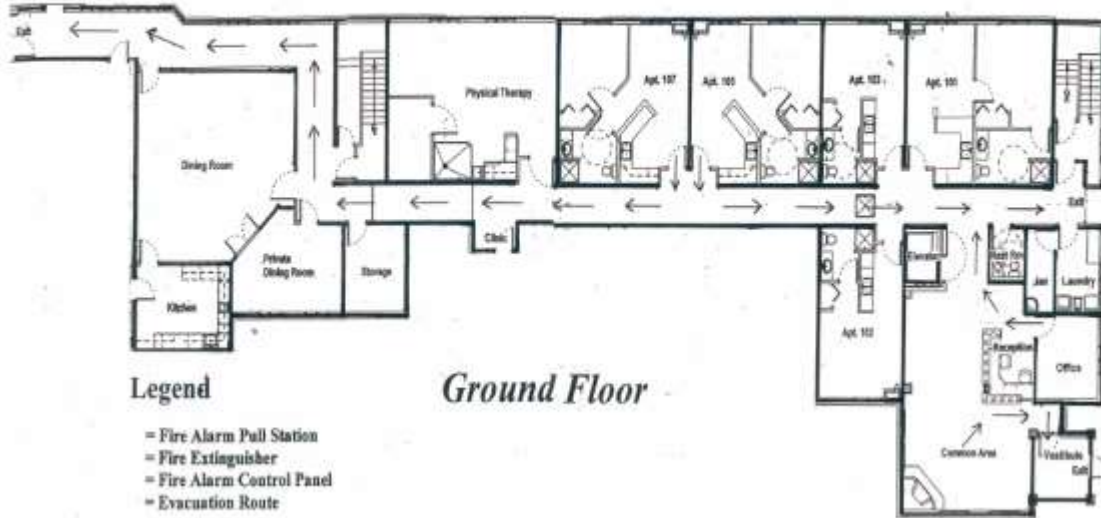 Exit
Physical Therapy
Apt. 107
Apt. 105
Apt. 103
Apt. 101
Dining Room
Exit
Clinic
Private
Dining Room
Storage
Elevator
Rest Rm
Jan
Laundry
Kitchen
Apt. 102
Reception
Office
Legend
Ground Floor
= Fire Alarm Pull Station
= Fire Extinguisher
= Fire Alarm Control Panel
= Evacuation Route
Common Area
Vestibule
Exit